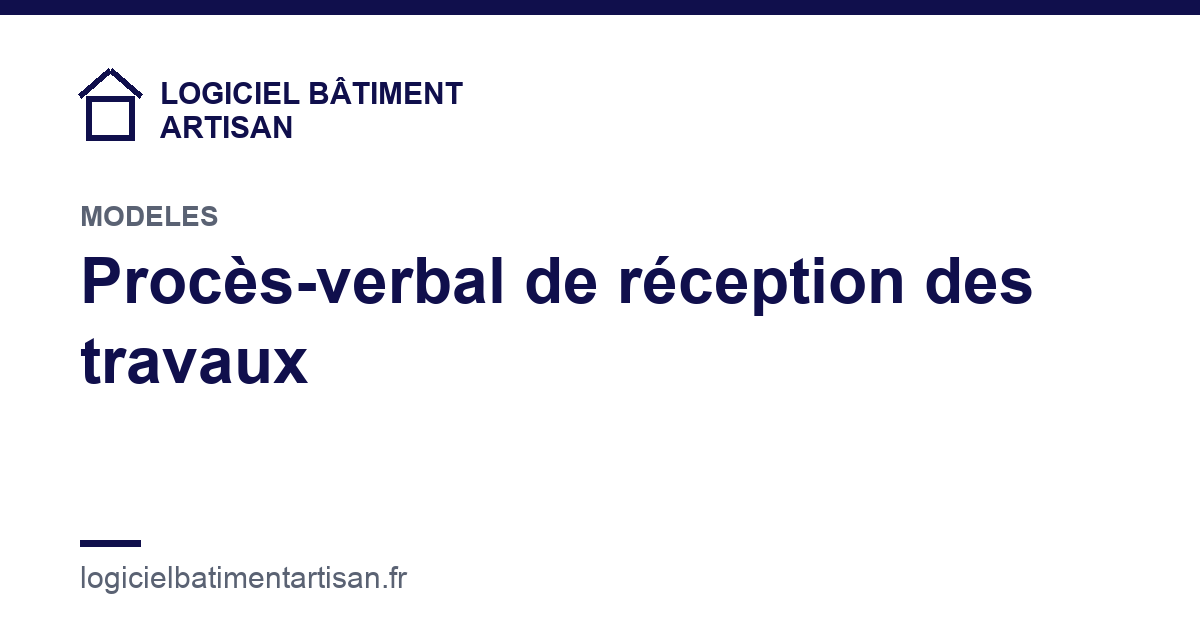 LOGICIEL BÂTIMENT
ARTISAN
MODELES
Procès-verbal de réception des
travaux
logicielbatimentartisan.fr